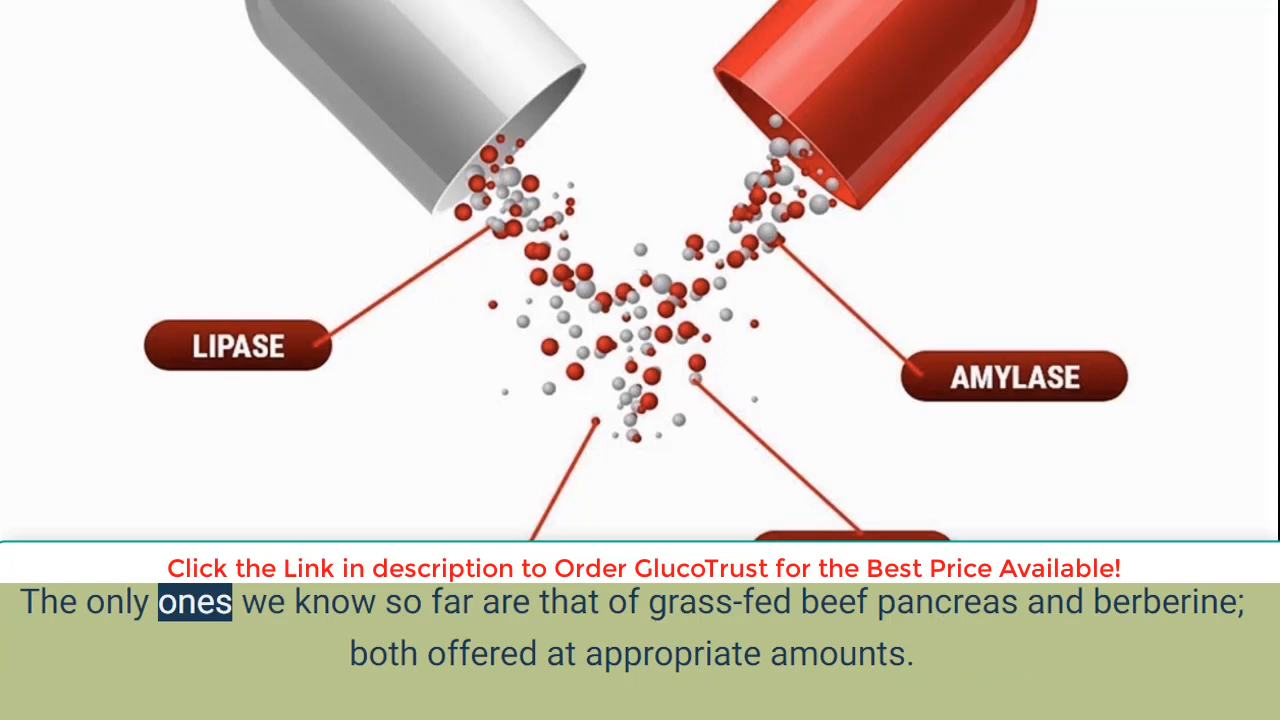 LIPASE
AMYLASE
Click the Link in description to Order GlucoTrust for the Best Price Available!
The only ones we know so far are that of grass-fed beef pancreas and berberine;
both offered at appropriate amounts.